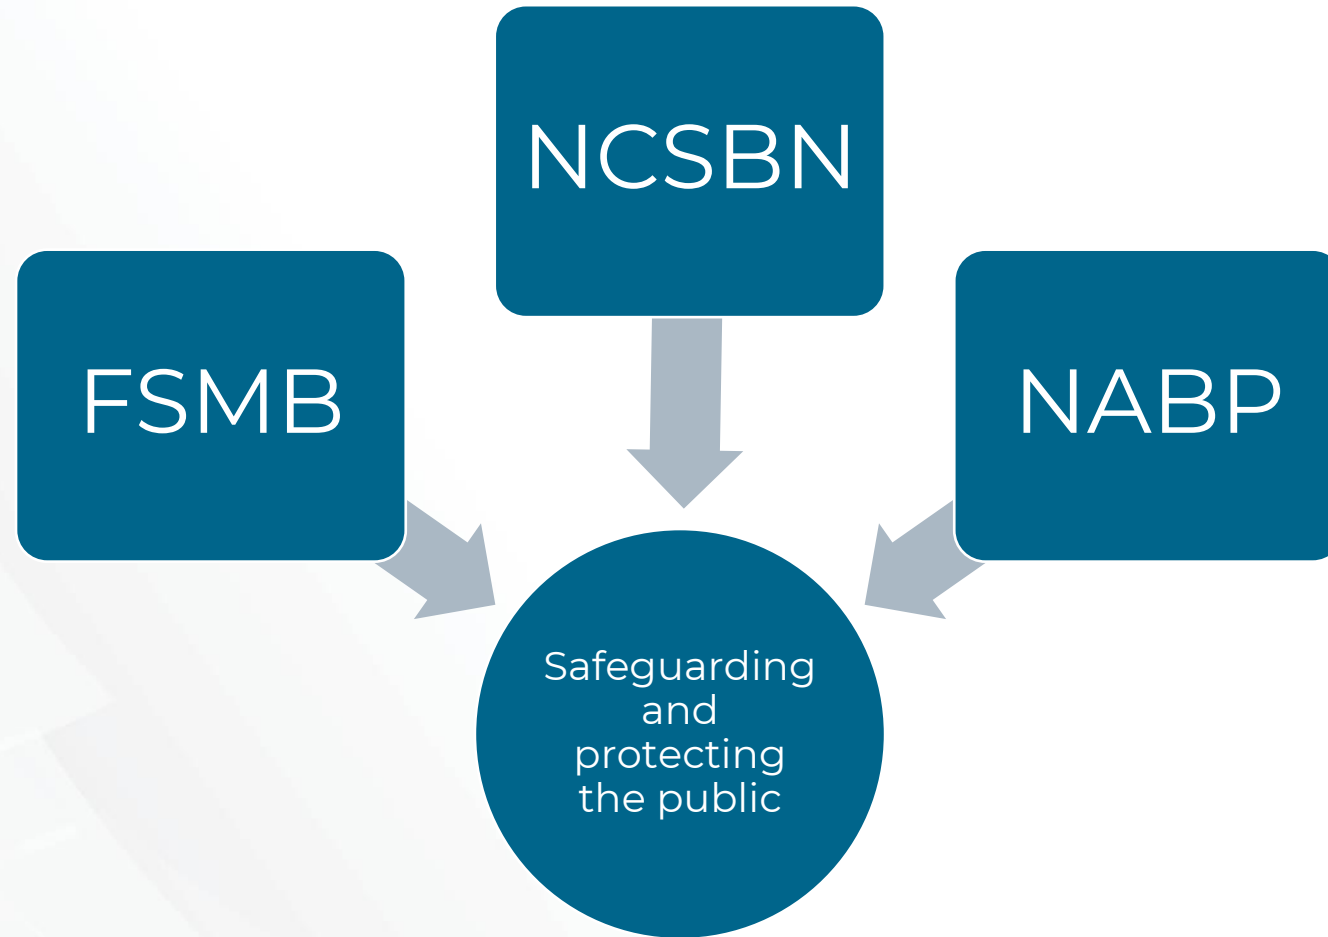 NCSBN
FSMB
NABP
Safeguarding
and
protecting
the public